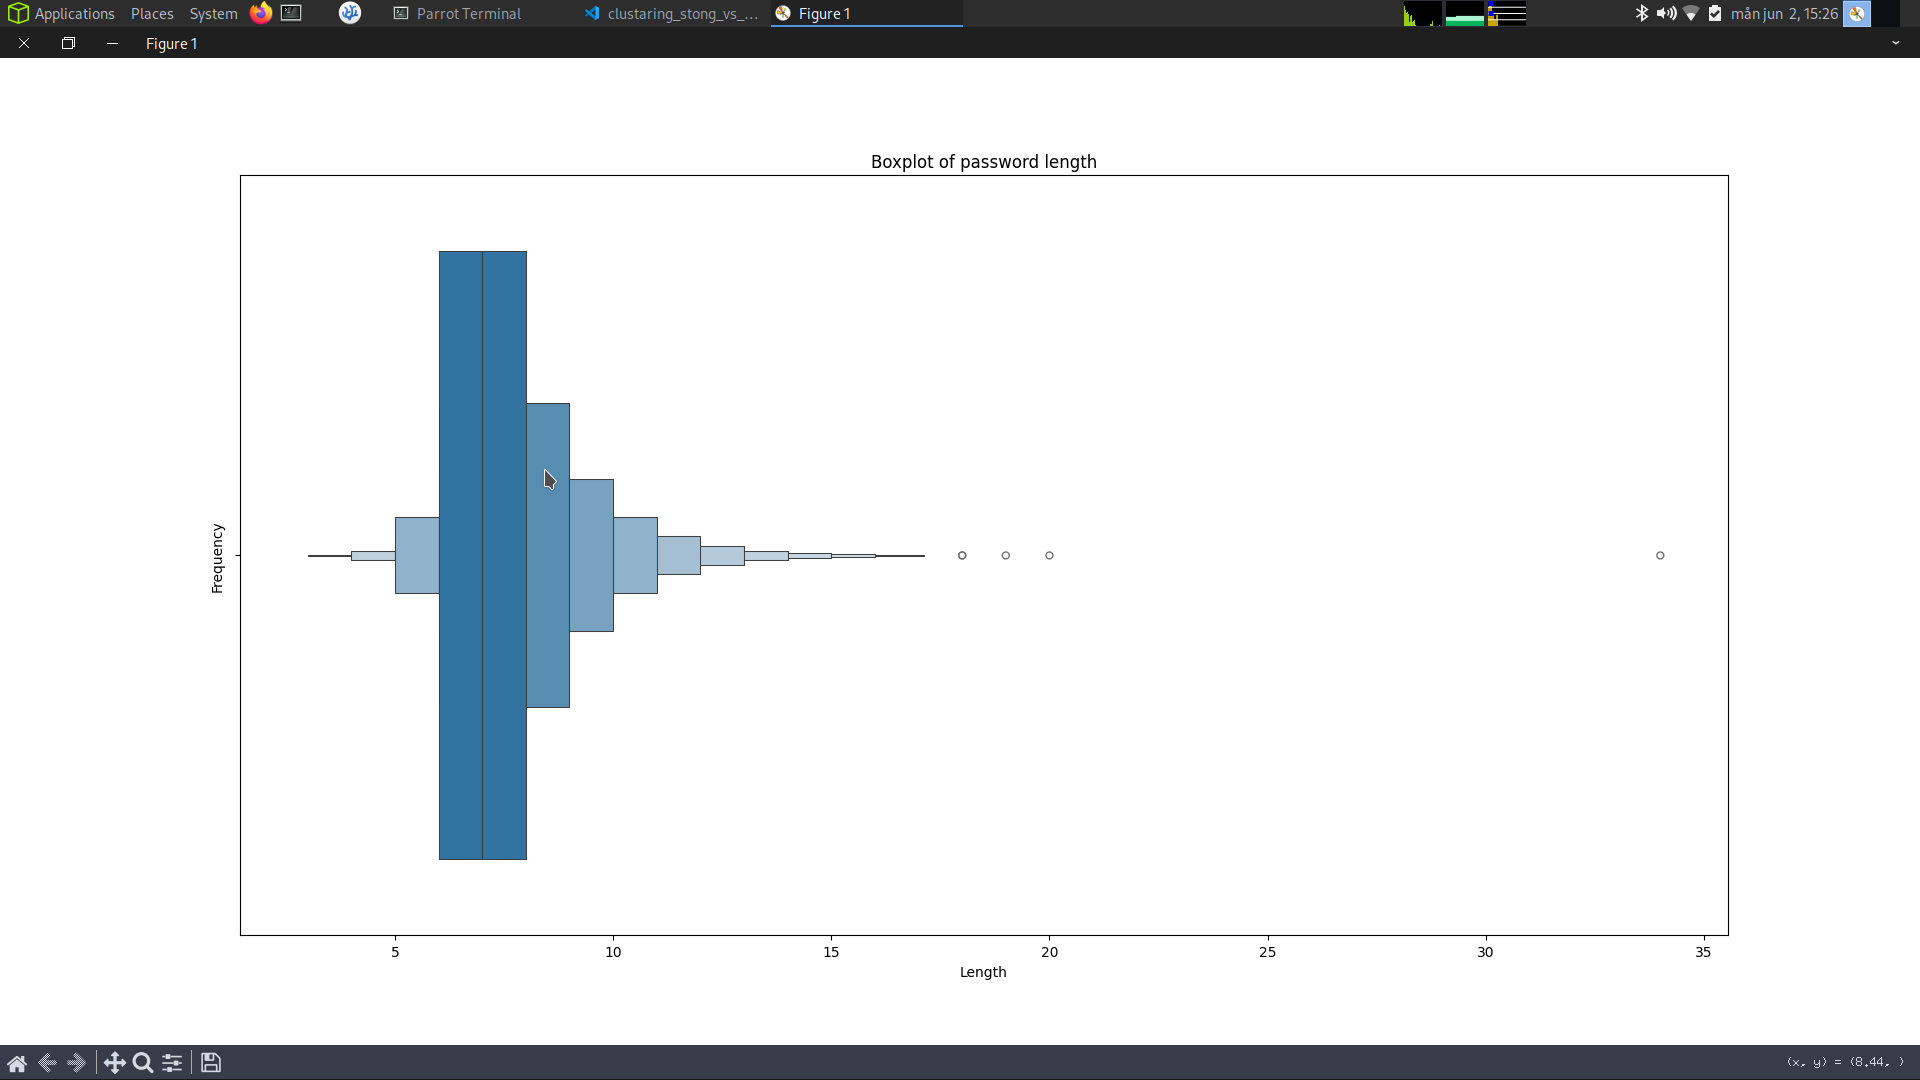 Applications Places System Parrot Terminal clustaring_stong_vs_... Figure 1 mån jun 2, 15:26
Figure 1
Boxplot of password length
Frequency
5 10 15 20 25 30 35
Length
(x, y) = (8.44, )